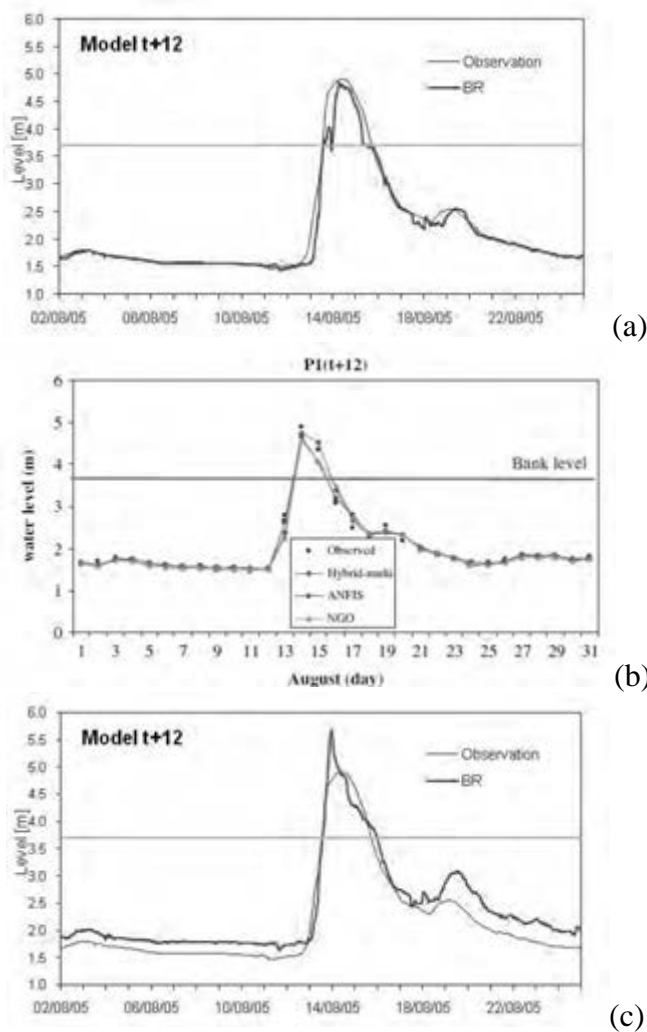 Model t+12
Observation
BR
Level [m]
6.0
5.5
5.0
4.5
4.0
3.5
3.0
2.5
2.0
1.5
1.0
02/08/05 06/08/05 10/08/05 14/08/05 18/08/05 22/08/05
(a)
P1(t+12)
water level (m)
6
5
4
3
2
1
0
Bank level
Observed
ANFIS
NGO
1 3 5 7 9 11 13 15 17 19 21 23 25 27 29 31
August (day)
(b)
Model t+12
Observation
BR
Level [m]
6.0
5.5
5.0
4.5
4.0
3.5
3.0
2.5
2.0
1.5
1.0
02/08/05 06/08/05 10/08/05 14/08/05 18/08/05 22/08/05
(c)